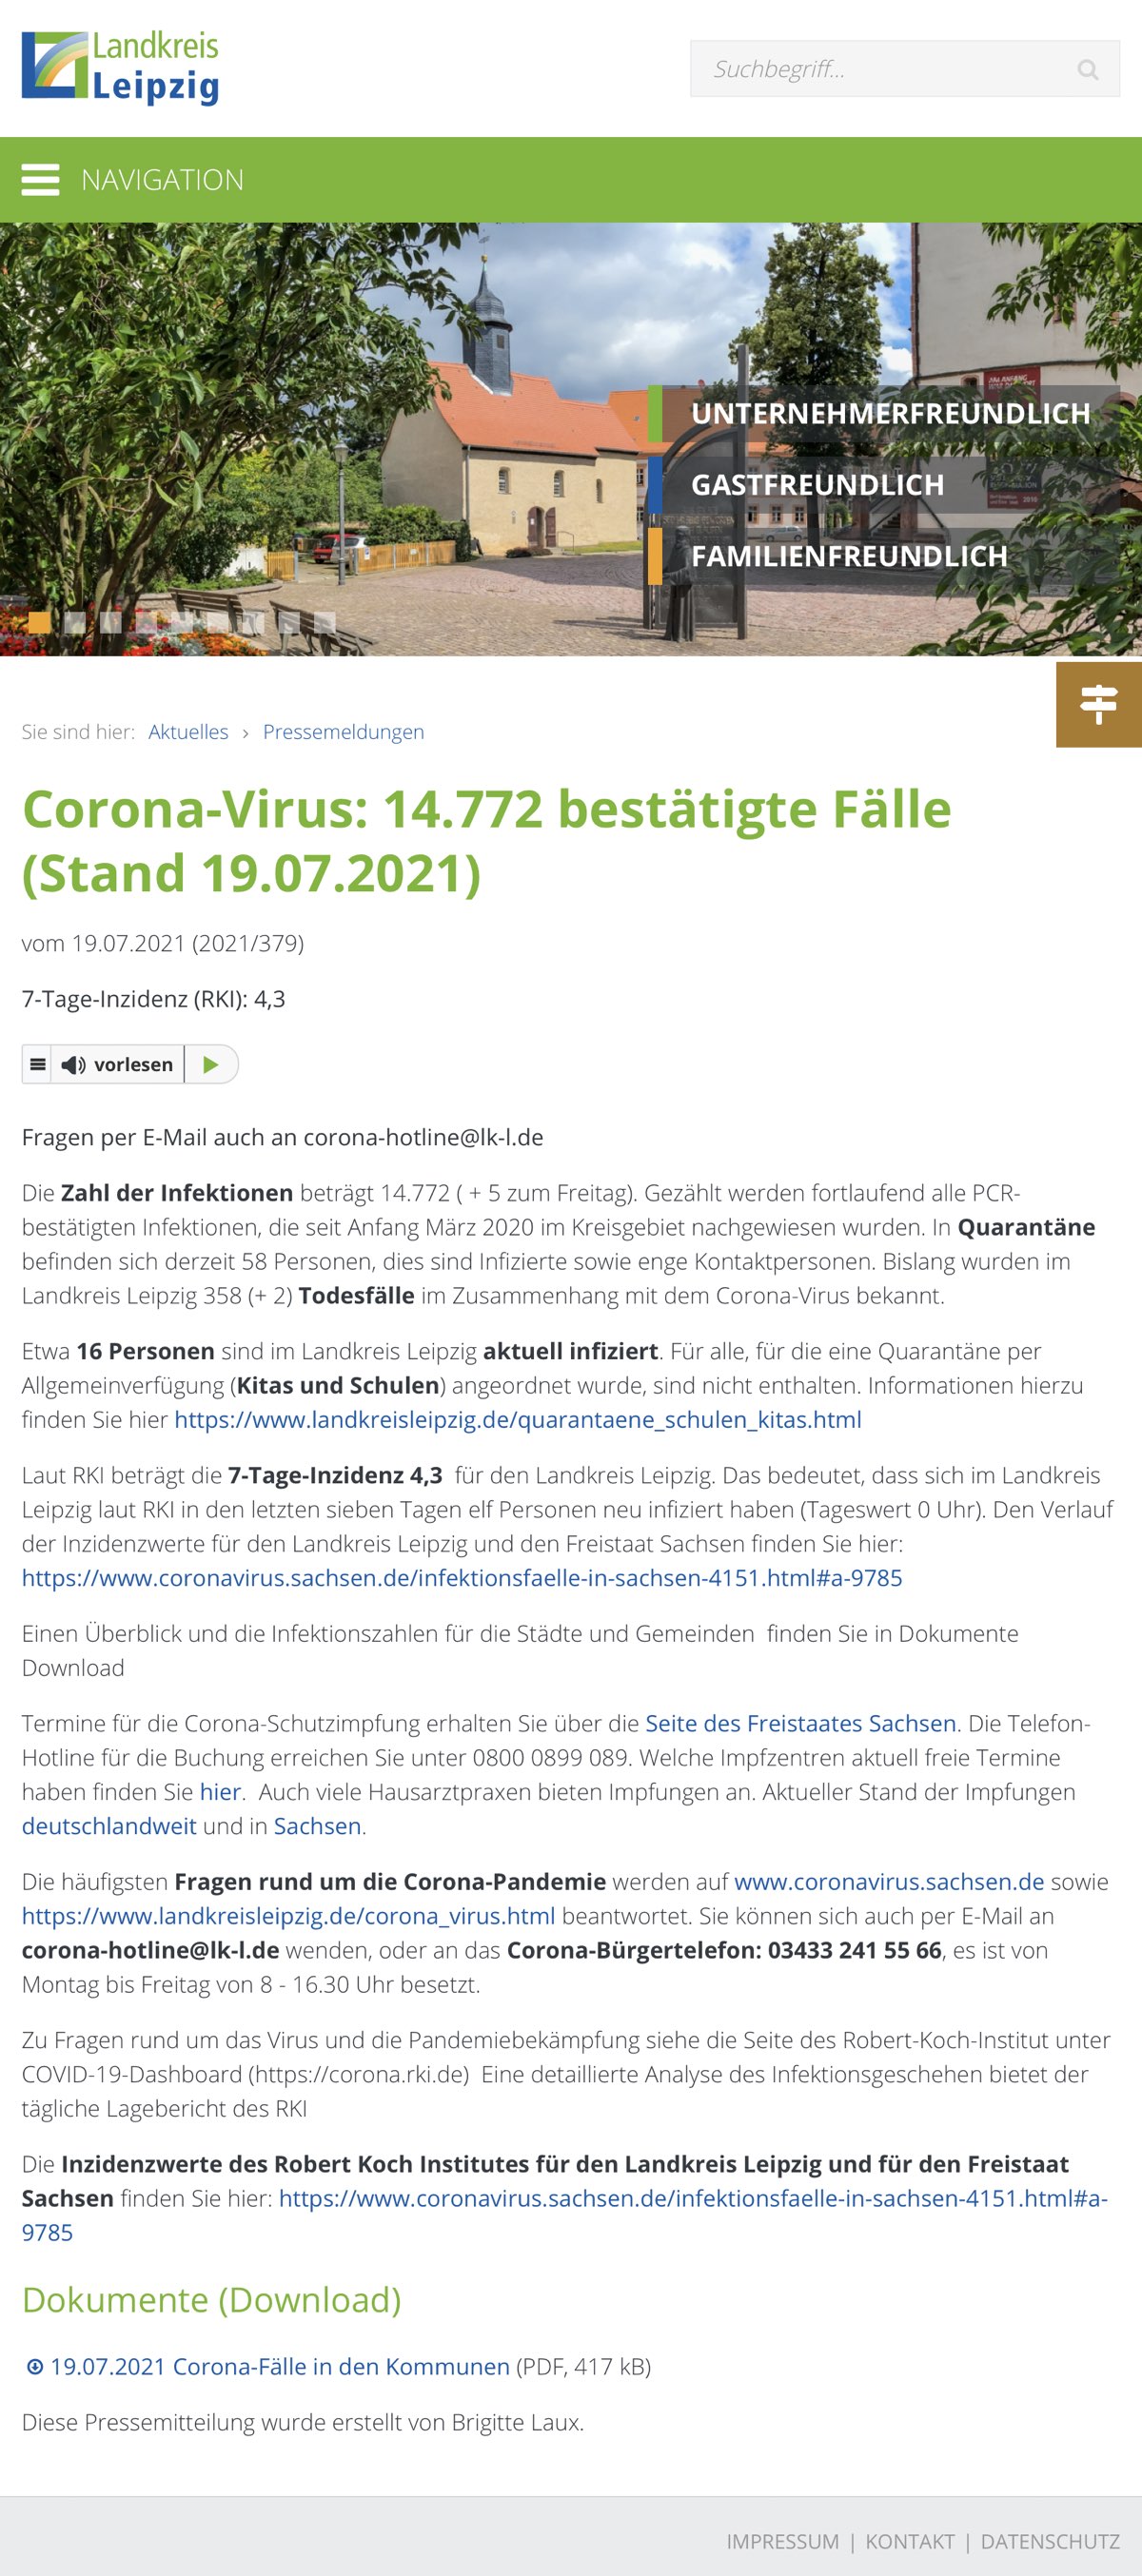 Landkreis
Leipzig
Suchbegriff...
NAVIGATION
UNTERNEHMERFREUNDLICH
GASTFREUNDLICH
FAMILIENFREUNDLICH
Sie sind hier: Aktuelles › Pressemeldungen
Corona-Virus: 14.772 bestätigte Fälle
(Stand 19.07.2021)
vom 19.07.2021 (2021/379)
7-Tage-Inzidenz (RKI): 4,3
vorlesen
Fragen per E-Mail auch an corona-hotline@lk-l.de
Die Zahl der Infektionen beträgt 14.772 ( + 5 zum Freitag). Gezählt werden fortlaufend alle PCR-
bestätigten Infektionen, die seit Anfang März 2020 im Kreisgebiet nachgewiesen wurden. In Quarantäne
befinden sich derzeit 58 Personen, dies sind Infizierte sowie enge Kontaktpersonen. Bislang wurden im
Landkreis Leipzig 358 (+ 2) Todesfälle im Zusammenhang mit dem Corona-Virus bekannt.
Etwa 16 Personen sind im Landkreis Leipzig aktuell infiziert. Für alle, für die eine Quarantäne per
Allgemeinverfügung (Kitas und Schulen) angeordnet wurde, sind nicht enthalten. Informationen hierzu
finden Sie hier https://www.landkreisleipzig.de/quarantaene_schulen_kitas.html
Laut RKI beträgt die 7-Tage-Inzidenz 4,3  für den Landkreis Leipzig. Das bedeutet, dass sich im Landkreis
Leipzig laut RKI in den letzten sieben Tagen elf Personen neu infiziert haben (Tageswert 0 Uhr). Den Verlauf
der Inzidenzwerte für den Landkreis Leipzig und den Freistaat Sachsen finden Sie hier:
https://www.coronavirus.sachsen.de/infektionsfaelle-in-sachsen-4151.html#a-9785
Einen Überblick und die Infektionszahlen für die Städte und Gemeinden  finden Sie in Dokumente
Download
Termine für die Corona-Schutzimpfung erhalten Sie über die Seite des Freistaates Sachsen. Die Telefon-
Hotline für die Buchung erreichen Sie unter 0800 0899 089. Welche Impfzentren aktuell freie Termine
haben finden Sie hier.  Auch viele Hausarztpraxen bieten Impfungen an. Aktueller Stand der Impfungen
deutschlandweit und in Sachsen.
Die häufigsten Fragen rund um die Corona-Pandemie werden auf www.coronavirus.sachsen.de sowie
https://www.landkreisleipzig.de/corona_virus.html beantwortet. Sie können sich auch per E-Mail an
corona-hotline@lk-l.de wenden, oder an das Corona-Bürgertelefon: 03433 241 55 66, es ist von
Montag bis Freitag von 8 - 16.30 Uhr besetzt.
Zu Fragen rund um das Virus und die Pandemiebekämpfung siehe die Seite des Robert-Koch-Institut unter
COVID-19-Dashboard (https://corona.rki.de)  Eine detaillierte Analyse des Infektionsgeschehen bietet der
tägliche Lagebericht des RKI
Die Inzidenzwerte des Robert Koch Institutes für den Landkreis Leipzig und für den Freistaat
Sachsen finden Sie hier: https://www.coronavirus.sachsen.de/infektionsfaelle-in-sachsen-4151.html#a-
9785
Dokumente (Download)
19.07.2021 Corona-Fälle in den Kommunen (PDF, 417 kB)
Diese Pressemitteilung wurde erstellt von Brigitte Laux.
IMPRESSUM | KONTAKT | DATENSCHUTZ